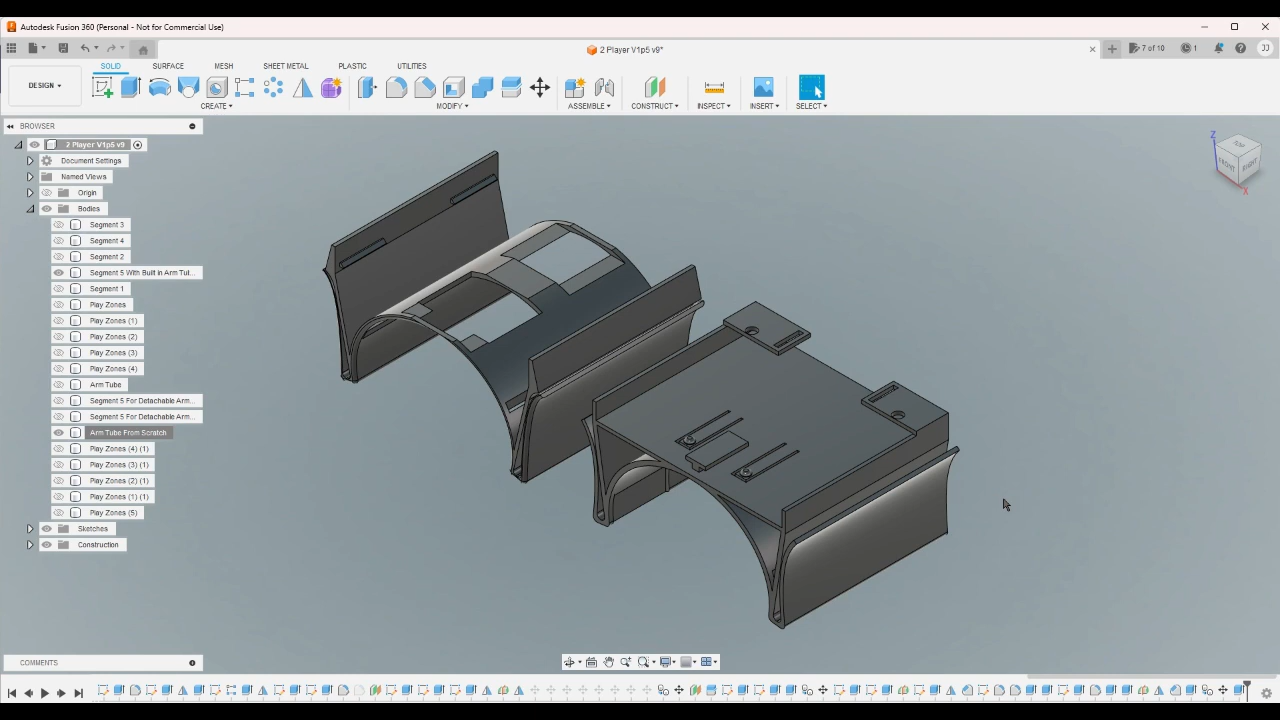 Autodesk Fusion 360 (Personal - Not for Commercial Use)
2 Player V1p5 v9*
7 of 10
1
JJ
DESIGN
SOLID
SURFACE
MESH
SHEET METAL
PLASTIC
UTILITIES
CREATE
MODIFY
ASSEMBLE
CONSTRUCT
INSPECT
INSERT
SELECT
BROWSER
2 Player V1p5 v9
Document Settings
Named Views
Origin
Bodies
Segment 3
Segment 4
Segment 2
Segment 5 With Built in Arm Tul...
Segment 1
Play Zones
Play Zones (1)
Play Zones (2)
Play Zones (3)
Play Zones (4)
Arm Tube
Segment 5 For Detachable Arm...
Segment 5 For Detachable Arm...
Arm Tube From Scratch
Play Zones (4) (1)
Play Zones (3) (1)
Play Zones (2) (1)
Play Zones (1) (1)
Play Zones (5)
Sketches
Construction
Z
X
FRONT
RIGHT
COMMENTS